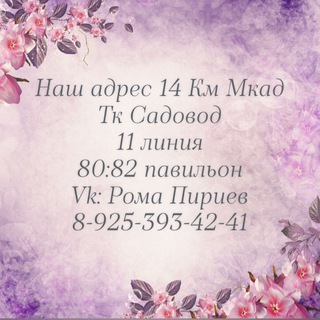 Наш адрес 14 Км Мкад
Тк Садовод
11 линия
80:82 павильон
Vk: Рома Пириев
8-925-393-42-41